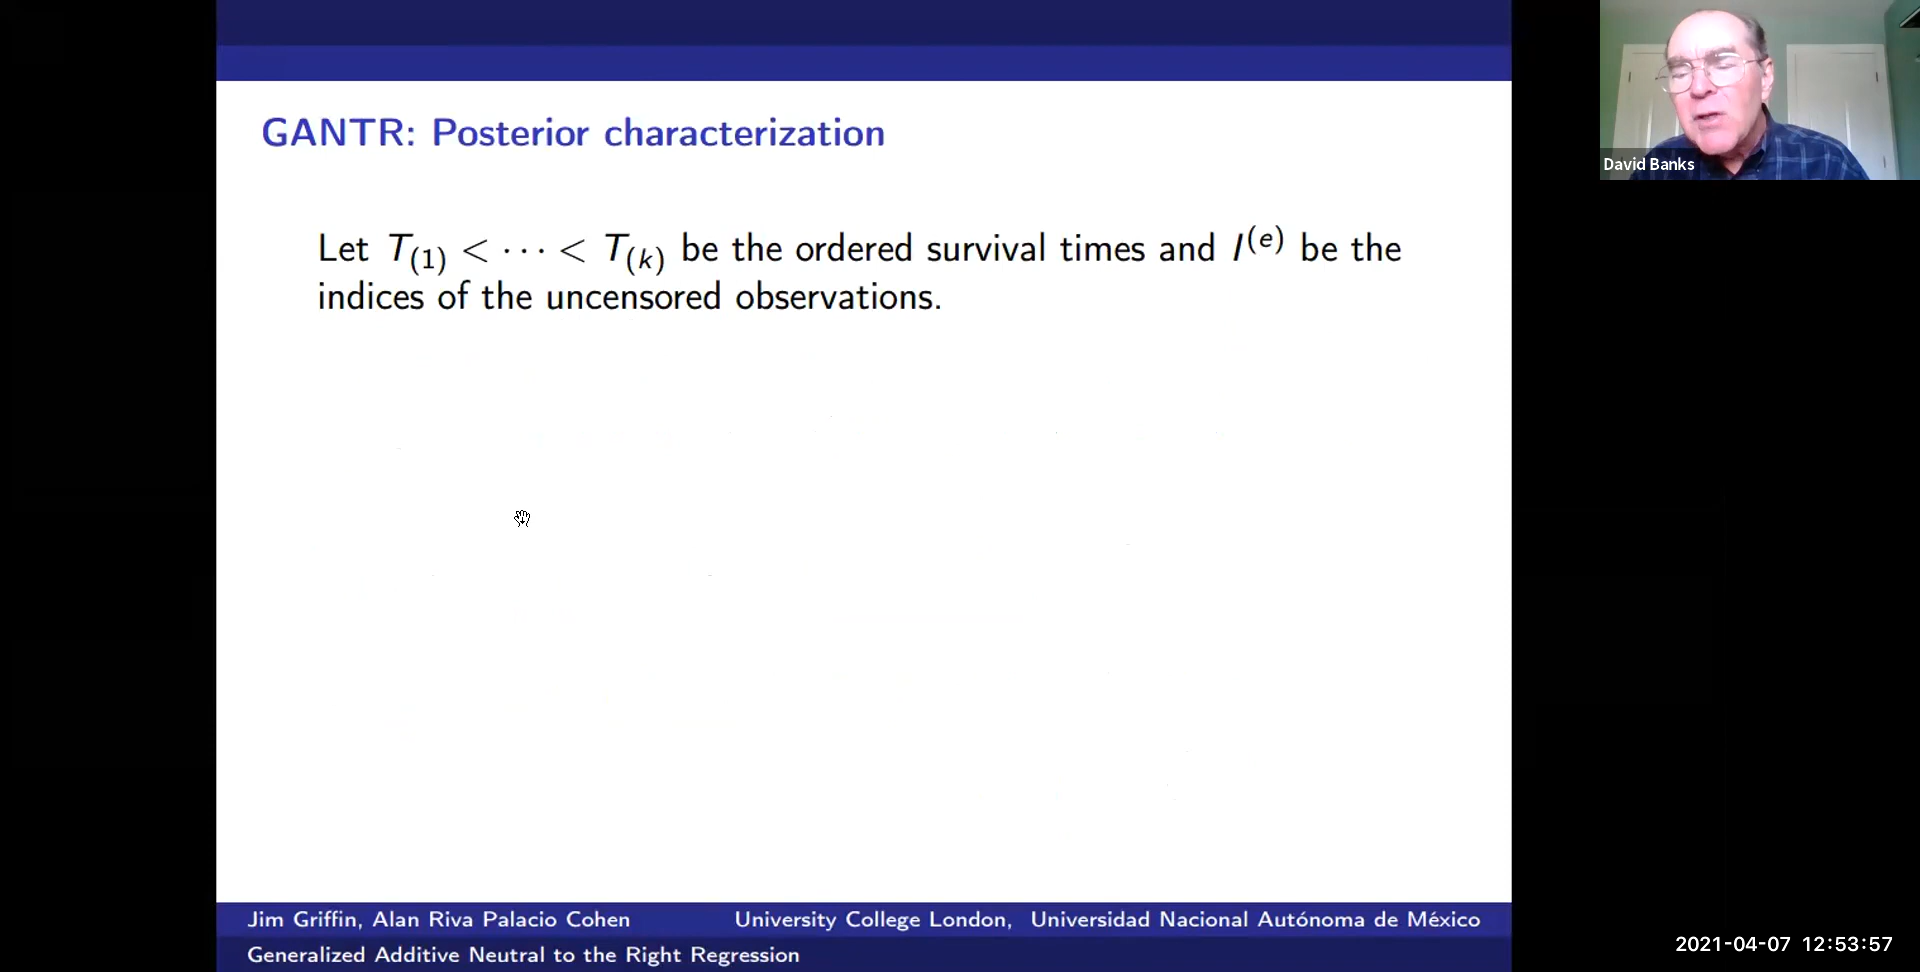 GANTR: Posterior characterization
Let T_(1) < ··· < T_(k) be the ordered survival times and I^(e) be the
indices of the uncensored observations.
David Banks
Jim Griffin, Alan Riva Palacio Cohen University College London, Universidad Nacional Autónoma de México
Generalized Additive Neutral to the Right Regression
2021-04-07 12:53:57